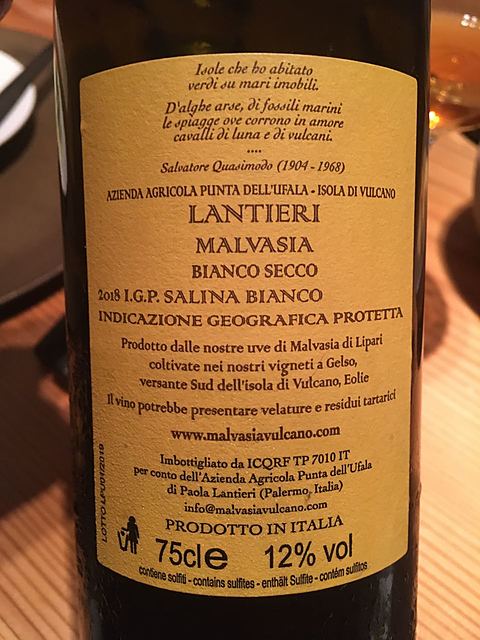 Isole che ho abitato
verdi su mari imobili.
D'alghe arse, di fossili marini
le spiagge ove corrono in amore
cavalli di luna e di vulcani.
....
Salvatore Quasimodo (1904 - 1968)
AZIENDA AGRICOLA PUNTA DELL'UFALA - ISOLA DI VULCANO
LANTIERI
MALVASIA
BIANCO SECCO
2018 I.G.P. SALINA BIANCO
INDICAZIONE GEOGRAFICA PROTETTA
Prodotto dalle nostre uve di Malvasia di Lipari
coltivate nei nostri vigneti a Gelso,
versante Sud dell'isola di Vulcano, Eolie
Il vino potrebbe presentare velature e residui tartarici
www.malvasiavulcano.com
Imbottigliato da ICQRF TP 7010 IT
per conto dell'Azienda Agricola Punta dell'Ufala
di Paola Lantieri (Palermo, Italia)
info@malvasiavulcano.com
PRODOTTO IN ITALIA
75cle 12% vol
contiene solfiti - contains sulfites - enthält Sulfite - contém sulfitos
LOTTO LPU01/2019